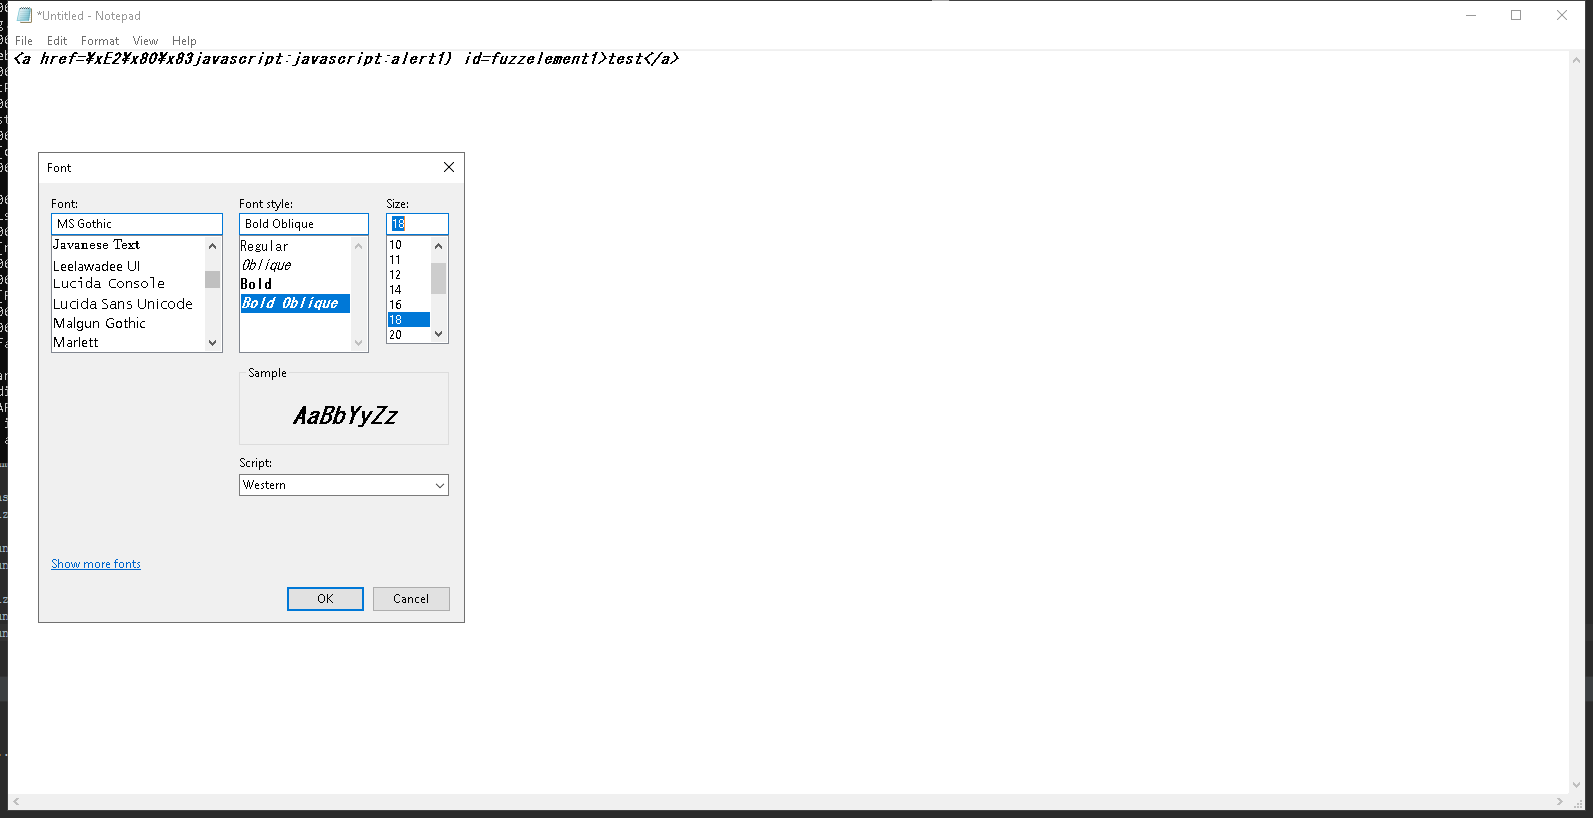 *Untitled - Notepad
File Edit Format View Help
<a href=¥xE2¥x80¥x83javascript:javascript:alert1) id=fuzzelement1>test</a>
Font
Font: Font style: Size:
MS Gothic Bold Oblique 18
Javanese Text Regular 10
Leelawadee UI Oblique 11
Lucida Console Bold 12
Lucida Sans Unicode Bold Oblique 14
Malgun Gothic 16
Marlett 18
20
Sample
AaBbYyZz
Script:
Western
Show more fonts
OK Cancel